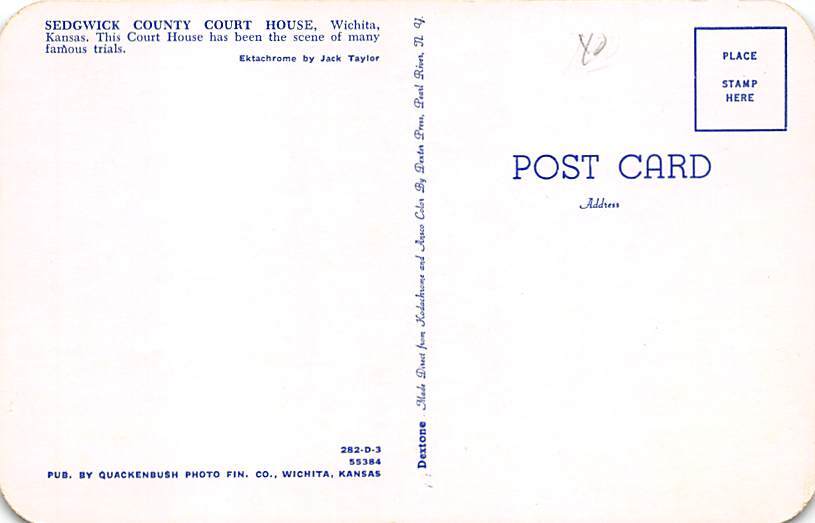 SEDGWICK COUNTY COURT HOUSE, Wichita,
Kansas. This Court House has been the scene of many
famous trials.
Ektachrome by Jack Taylor
282-D-3
55384
PUB. BY QUACKENBUSH PHOTO FIN. CO., WICHITA, KANSAS
Dextone Made Direct from Kodachrome and Ansco Color By Dexter Press, Pearl River, N. Y.
PLACE
STAMP
HERE
POST CARD
Address